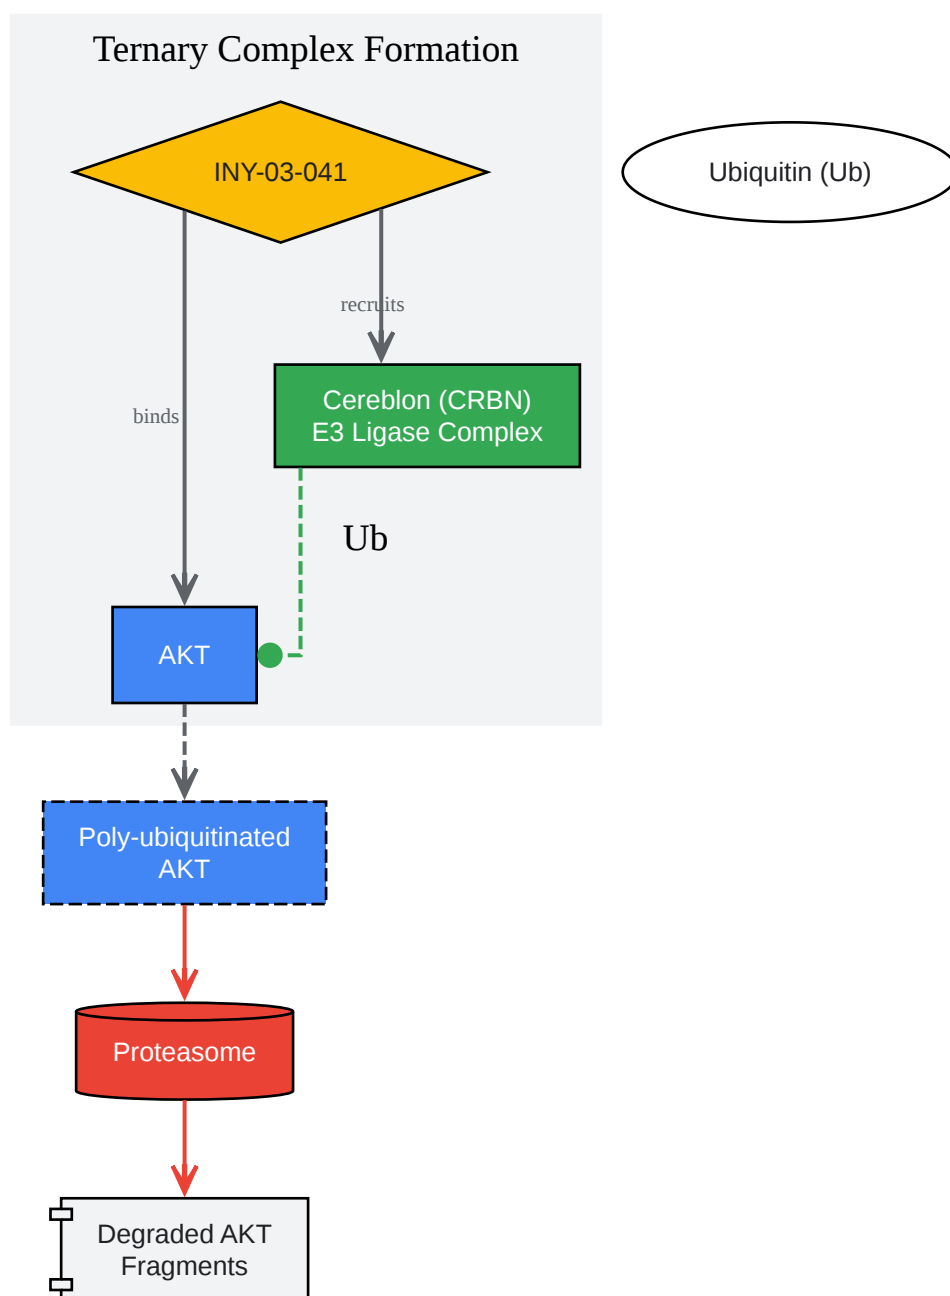 Ternary Complex Formation
INY-03-041
Ubiquitin (Ub)
recruits
Cereblon (CRBN)
E3 Ligase Complex
binds
Ub
AKT
Poly-ubiquitinated
AKT
Proteasome
Degraded AKT
Fragments